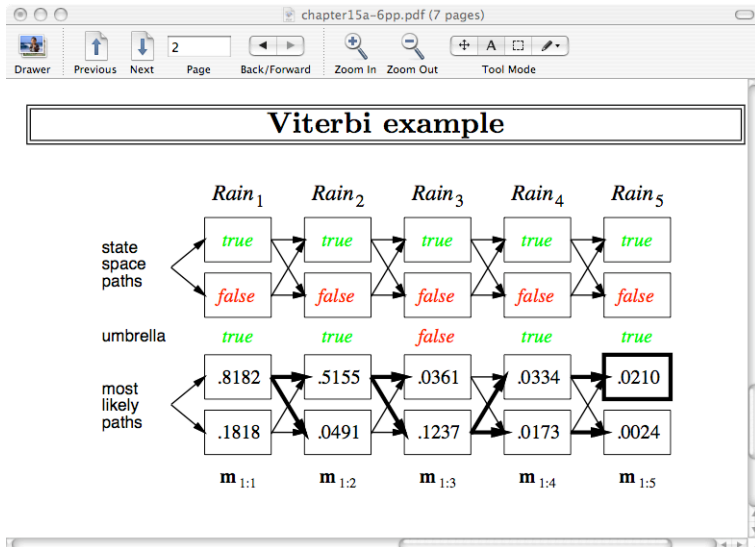 chapter15a-6pp.pdf (7 pages)
2
A
Drawer Previous Next Page Back/Forward Zoom In Zoom Out Tool Mode
Viterbi example
Rain1 Rain2 Rain3 Rain4 Rain5
state
space
paths
true true true true true
false false false false false
umbrella true true false true true
most
likely
paths
.8182 .5155 .0361 .0334 .0210
.1818 .0491 .1237 .0173 .0024
m1:1 m1:2 m1:3 m1:4 m1:5